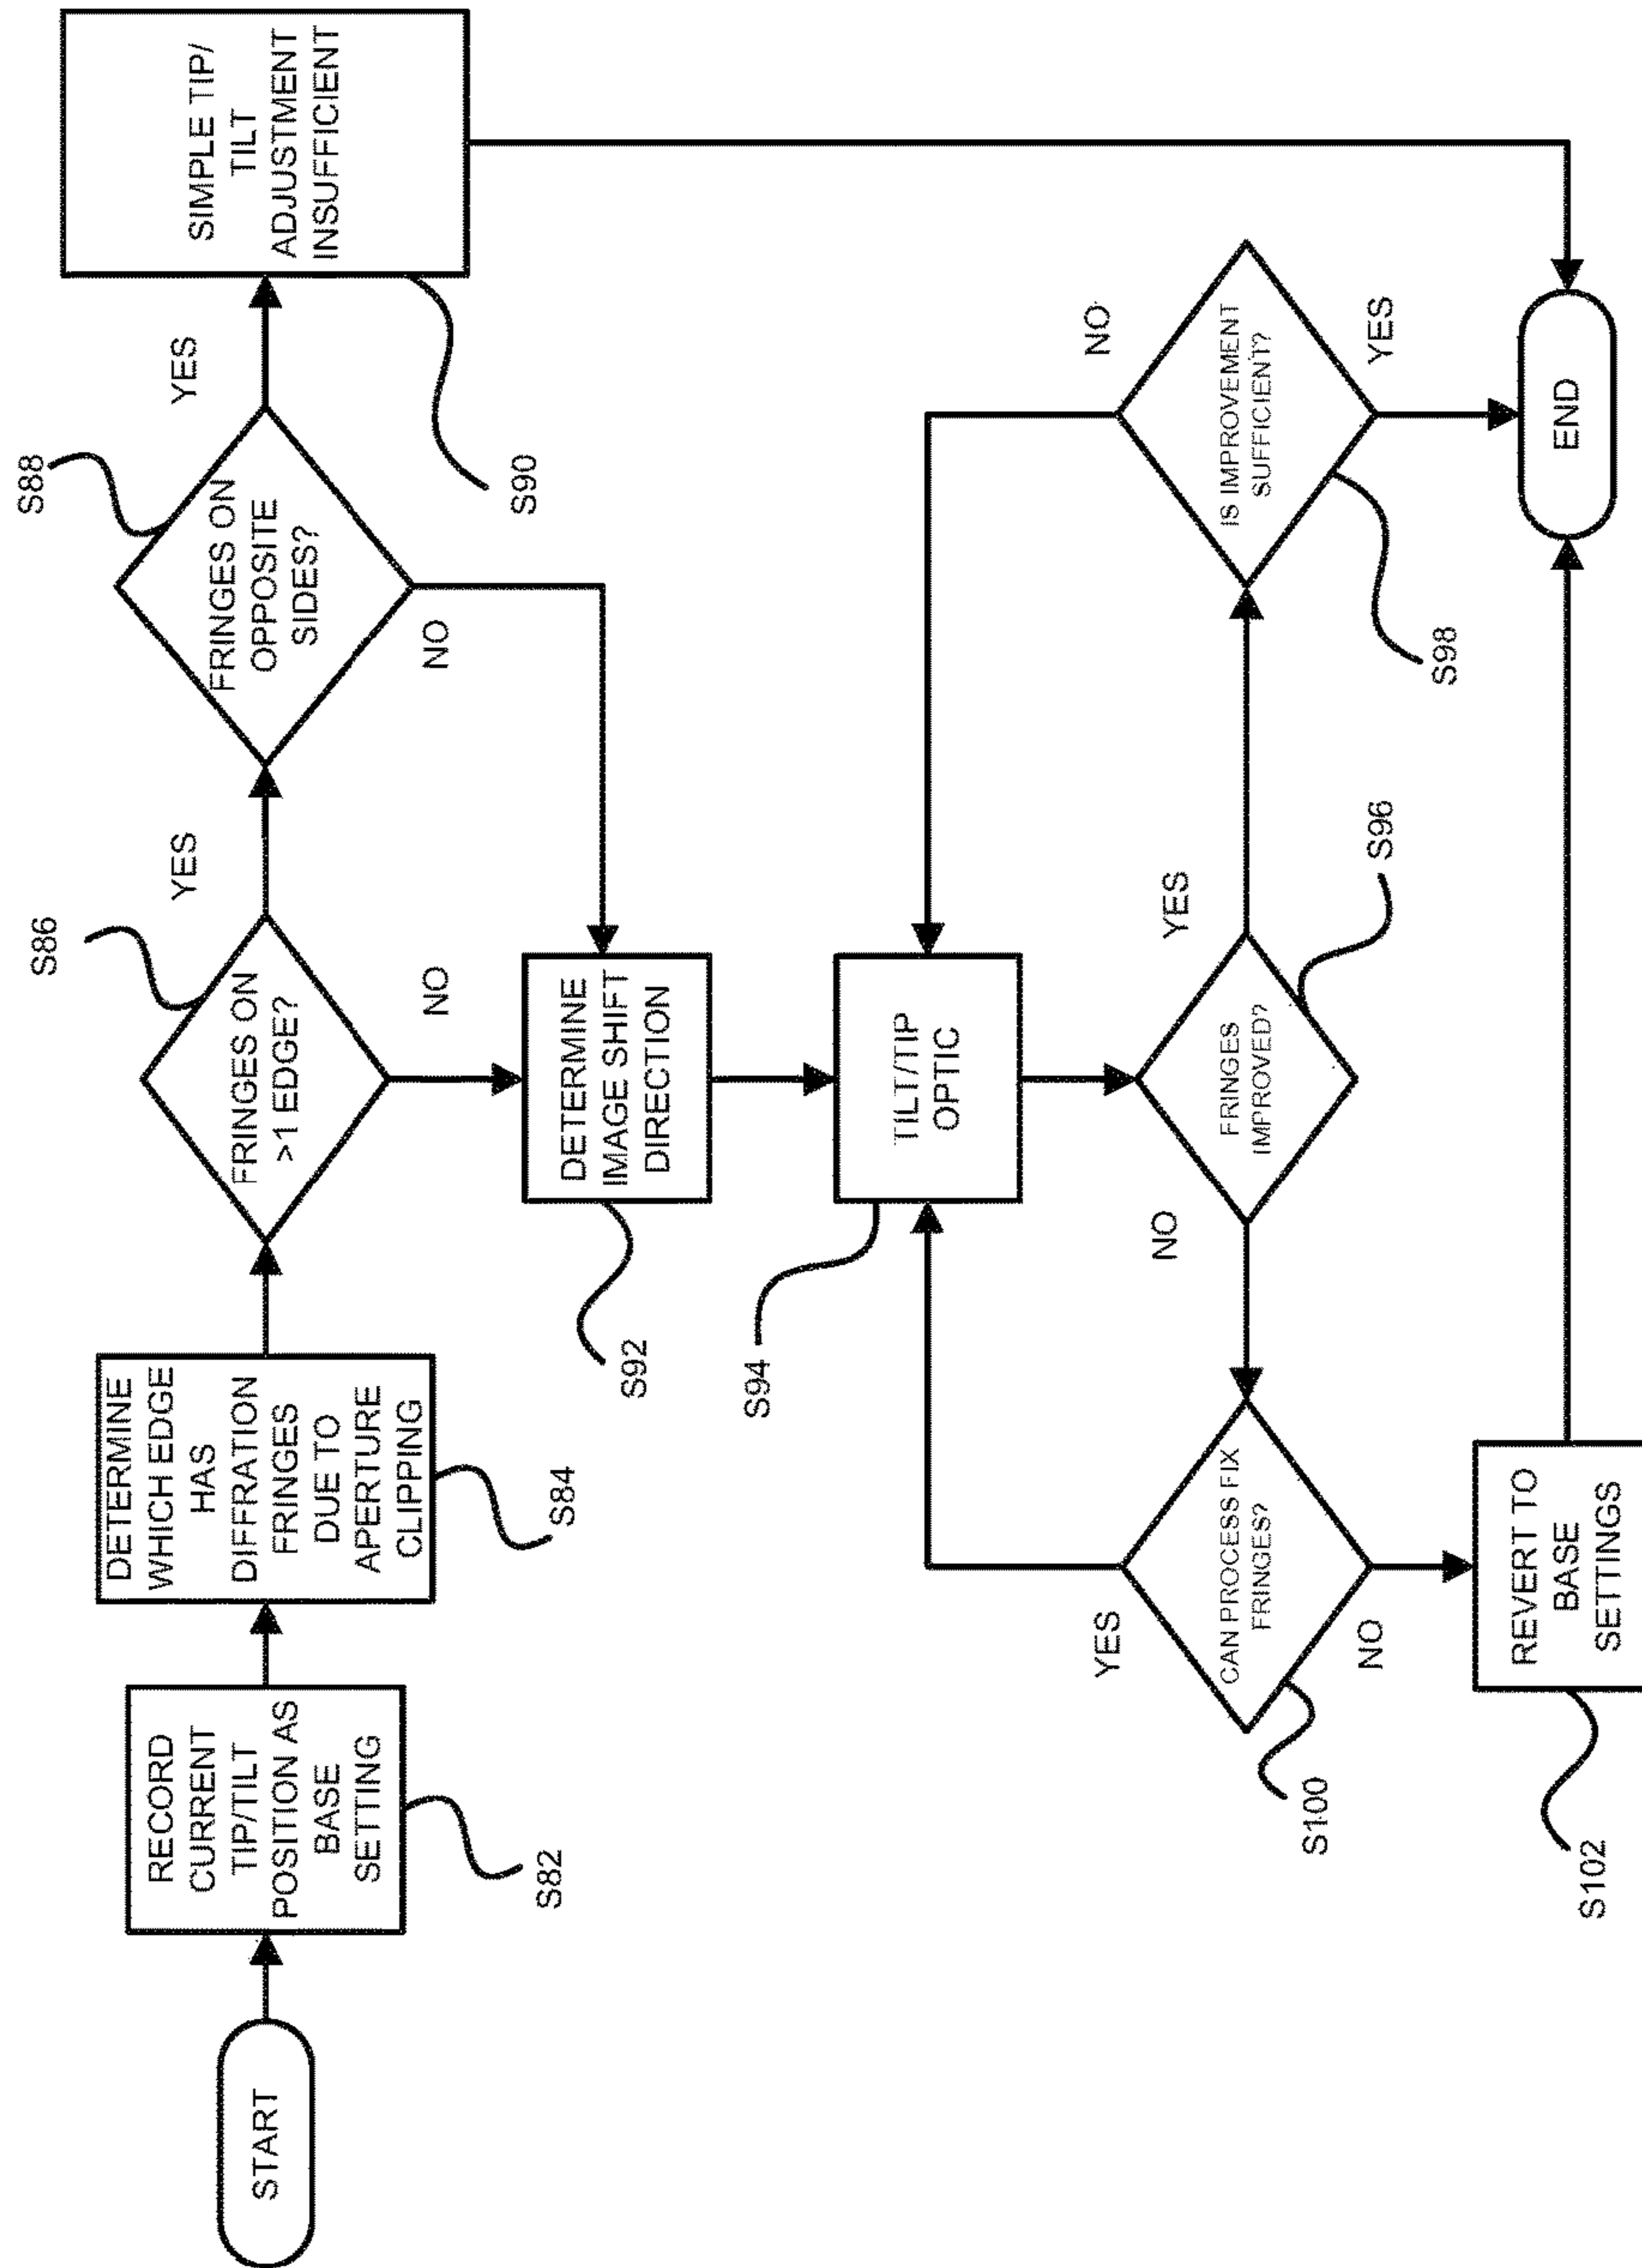 START
RECORD
CURRENT
TIP/TILT
POSITION AS
BASE
SETTING
S82
DETERMINE
WHICH EDGE
HAS
DIFFRATION
FRINGES
DUE TO
APERTURE
CLIPPING
S84
FRINGES ON
>1 EDGE?
S86
YES
NO
FRINGES ON
OPPOSITE
SIDES?
S88
YES
NO
SIMPLE TIP/
TILT
ADJUSTMENT
INSUFFICIENT
S90
DETERMINE
IMAGE SHIFT
DIRECTION
S92
TILT/TIP
OPTIC
S94
FRINGES
IMPROVED?
S96
YES
NO
IS IMPROVEMENT
SUFFICIENT?
S98
NO
YES
CAN PROCESS FIX
FRINGES?
S100
YES
NO
REVERT TO
BASE
SETTINGS
S102
END